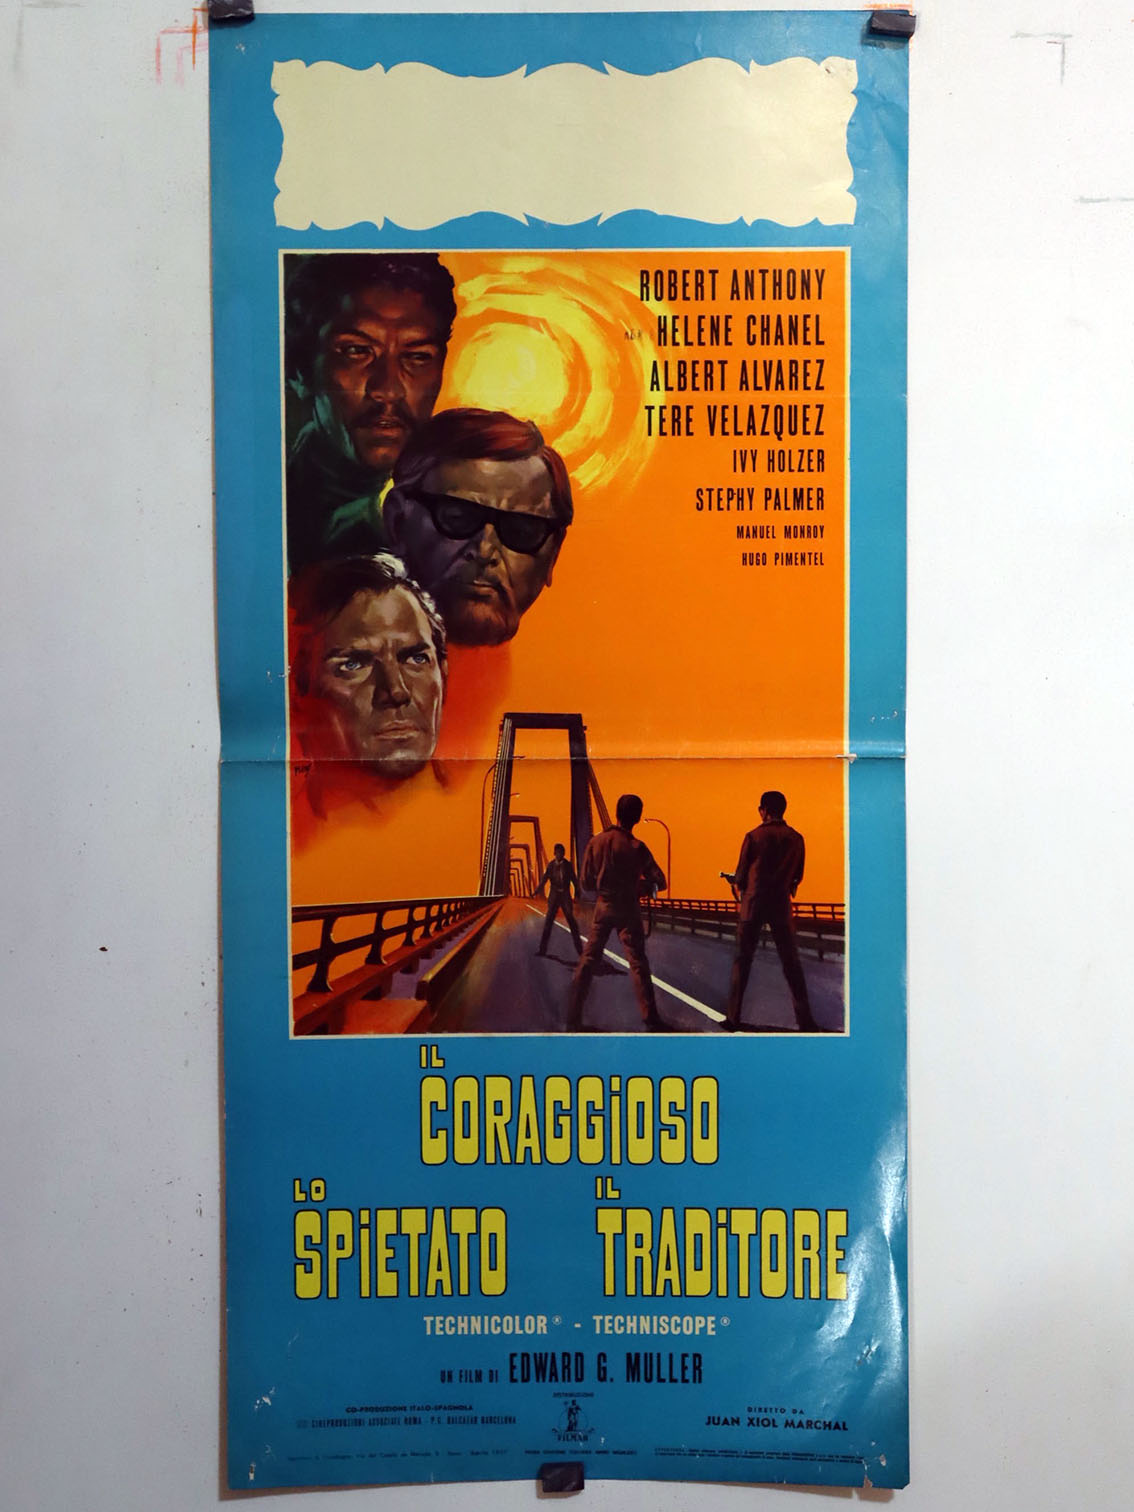 ROBERT ANTHONY
HELENE CHANEL
ALBERT ALVAREZ
TERE VELAZQUEZ
IVY HOLZER
STEPHY PALMER
MANUEL MONROY
HUGO PIMENTEL
IL
CORAGGiOSO
LO
SPiETATO
IL
TRADiTORE
TECHNICOLOR® - TECHNISCOPE®
UN FILM DI EDWARD G. MULLER
CO-PRODUZIONE ITALO-SPAGNOLA
CINEPRODUZIONI ASSOCIATE ROMA - P.C. BALCAZAR BARCELONA
DISTRIBUZIONE
FILMAR
DIRETTO DA
JUAN XIOL MARCHAL